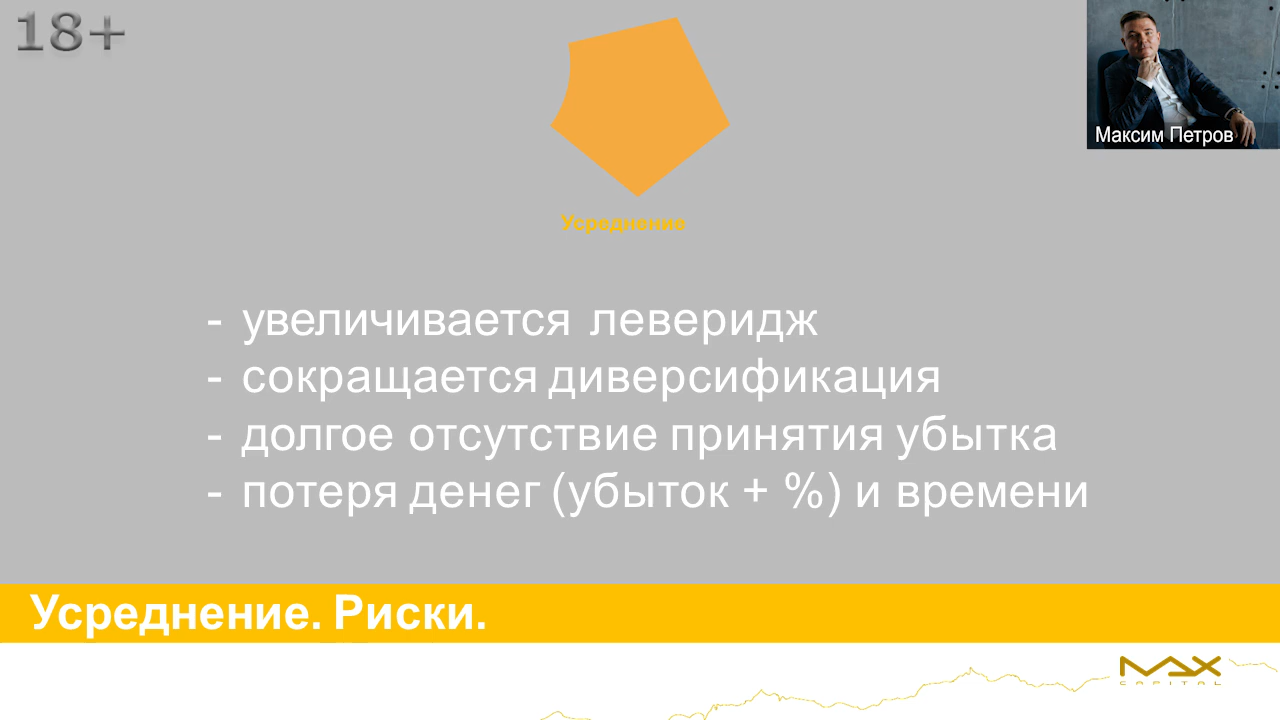 18+
Максим Петров
Усреднение
- увеличивается леверидж
- сокращается диверсификация
- долгое отсутствие принятия убытка
- потеря денег (убыток + %) и времени
Усреднение. Риски.
MAX
CAPITAL